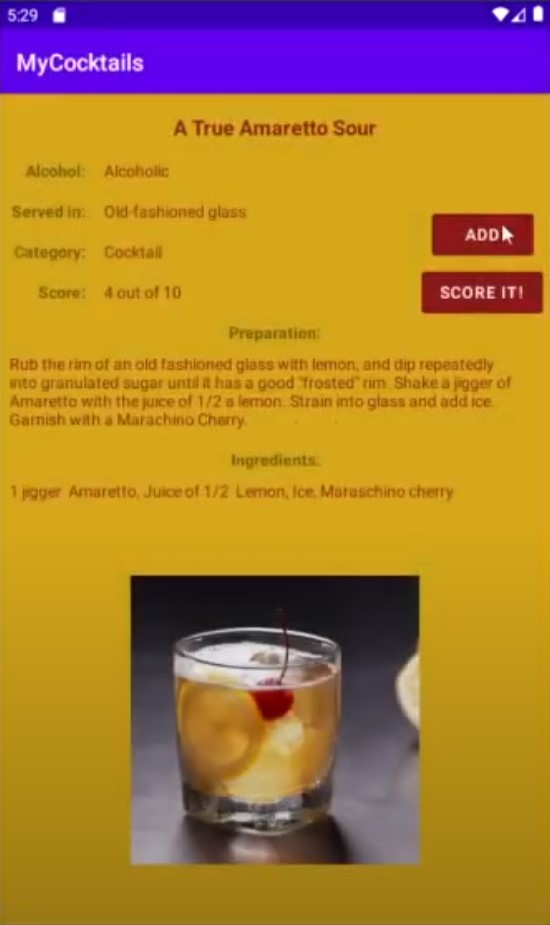 5:29
MyCocktails
A True Amaretto Sour
Alcohol: Alcoholic
Served in: Old-fashioned glass
ADD
Category: Cocktail
SCORE IT!
Score: 4 out of 10
Preparation:
Rub the rim of an old fashioned glass with lemon, and dip repeatedly
into granulated sugar until it has a good "frosted" rim. Shake a jigger of
Amaretto with the juice of 1/2 a lemon. Strain into glass and add ice.
Garnish with a Marachino Cherry.
Ingredients:
1 jigger Amaretto, Juice of 1/2 Lemon, Ice, Maraschino cherry